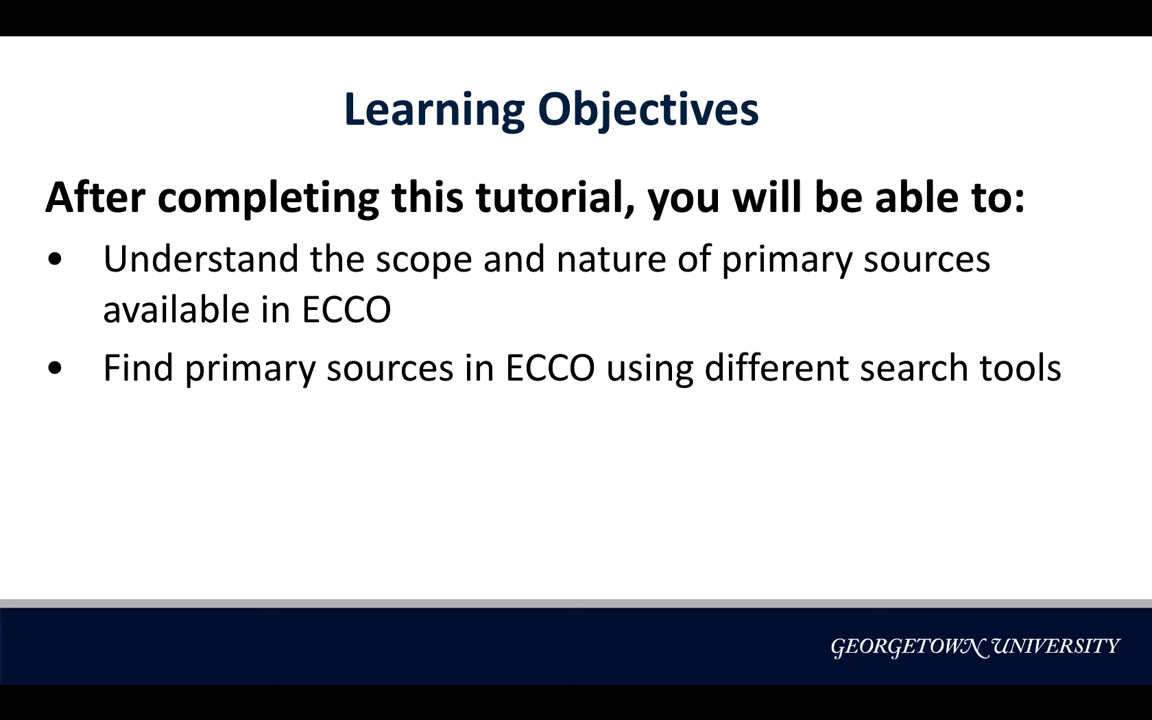 Learning Objectives
After completing this tutorial, you will be able to:
• Understand the scope and nature of primary sources
available in ECCO
• Find primary sources in ECCO using different search tools
GEORGETOWN UNIVERSITY